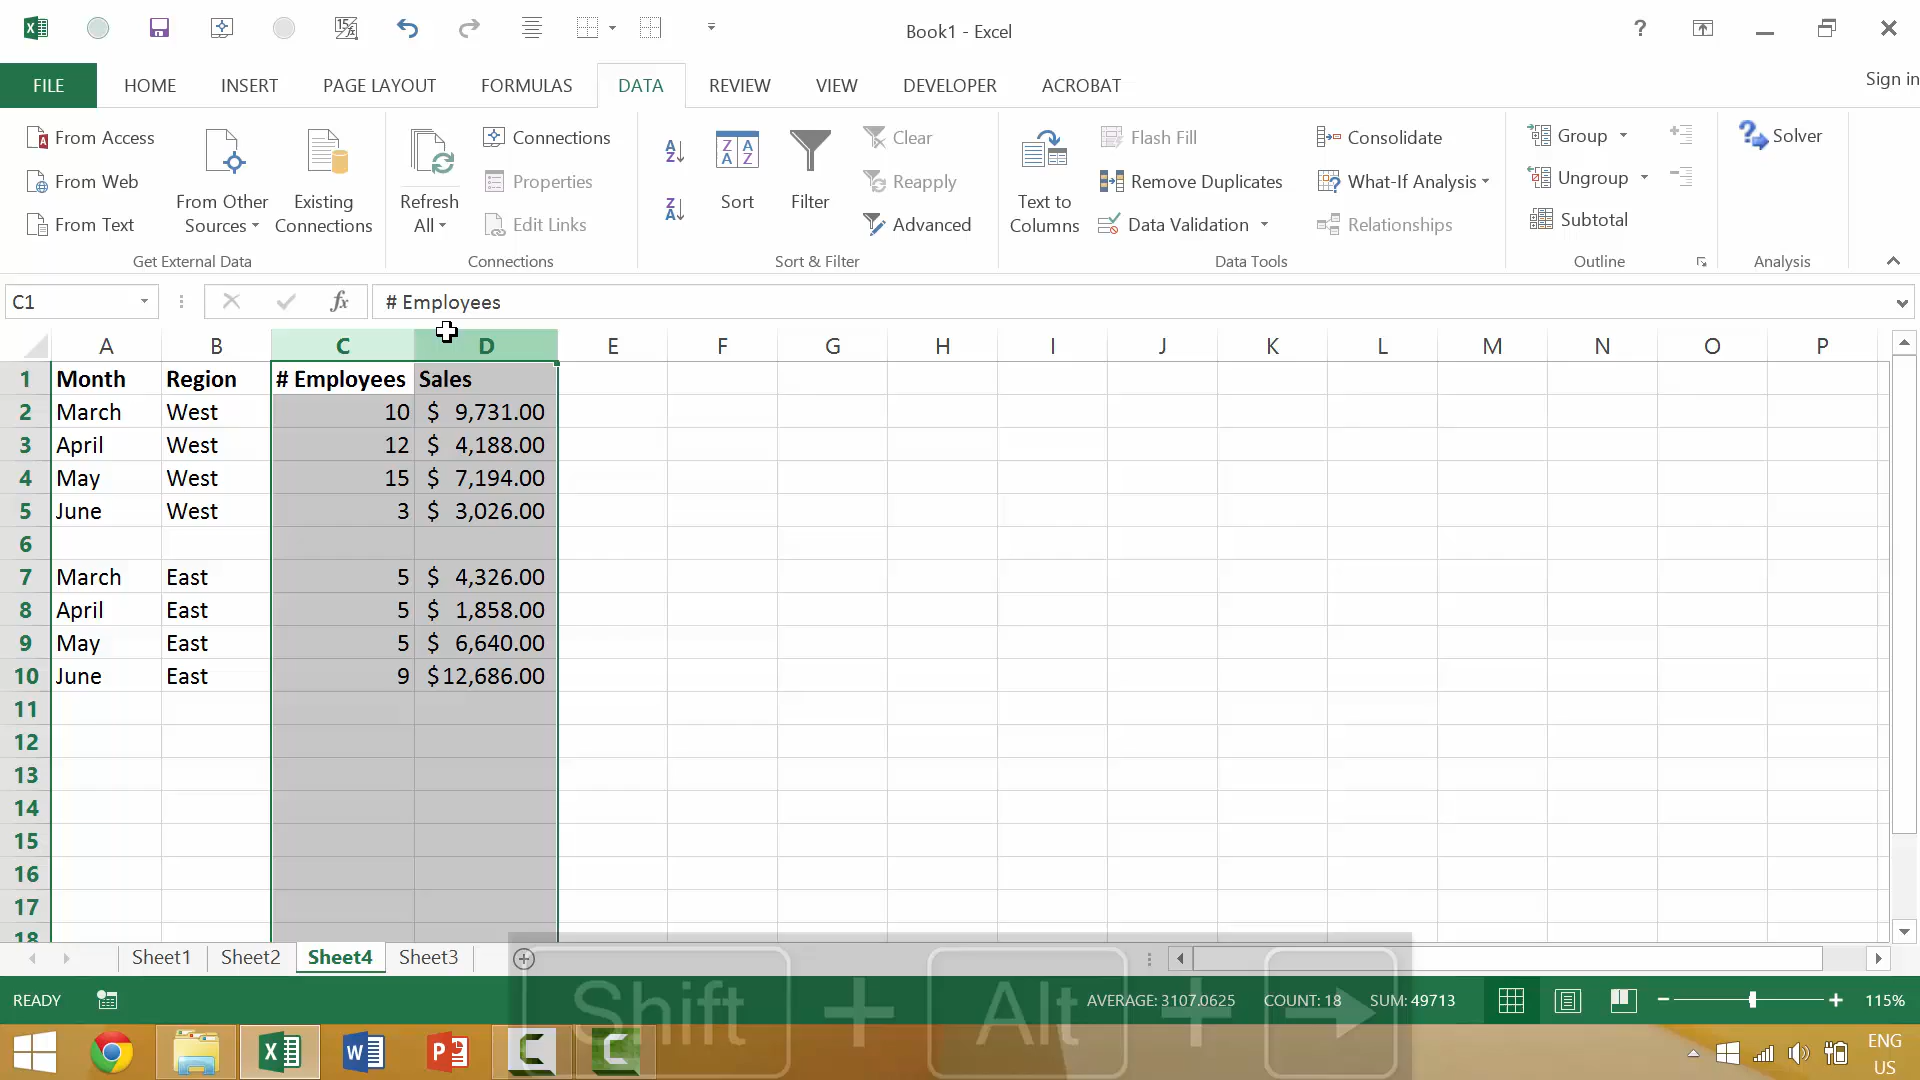 Book1 - Excel
Sign in
FILE HOME INSERT PAGE LAYOUT FORMULAS DATA REVIEW VIEW DEVELOPER ACROBAT
From Access
From Web
From Text
From Other
Sources
Existing
Connections
Get External Data
Refresh
All
Connections
Properties
Edit Links
Connections
Sort
Filter
Clear
Reapply
Advanced
Sort & Filter
Text to
Columns
Flash Fill
Remove Duplicates
Data Validation
Consolidate
What-If Analysis
Relationships
Data Tools
Group
Ungroup
Subtotal
Outline
Solver
Analysis
C1 fx # Employees
A B C D E F G H I J K L M N O P
1 Month Region # Employees Sales
2 March West 10 $ 9,731.00
3 April West 12 $ 4,188.00
4 May West 15 $ 7,194.00
5 June West 3 $ 3,026.00
6
7 March East 5 $ 4,326.00
8 April East 5 $ 1,858.00
9 May East 5 $ 6,640.00
10 June East 9 $12,686.00
11
12
13
14
15
16
17
18
Sheet1 Sheet2 Sheet4 Sheet3
Shift + Alt +
READY AVERAGE: 3107.0625 COUNT: 18 SUM: 49713 115%
ENG
US